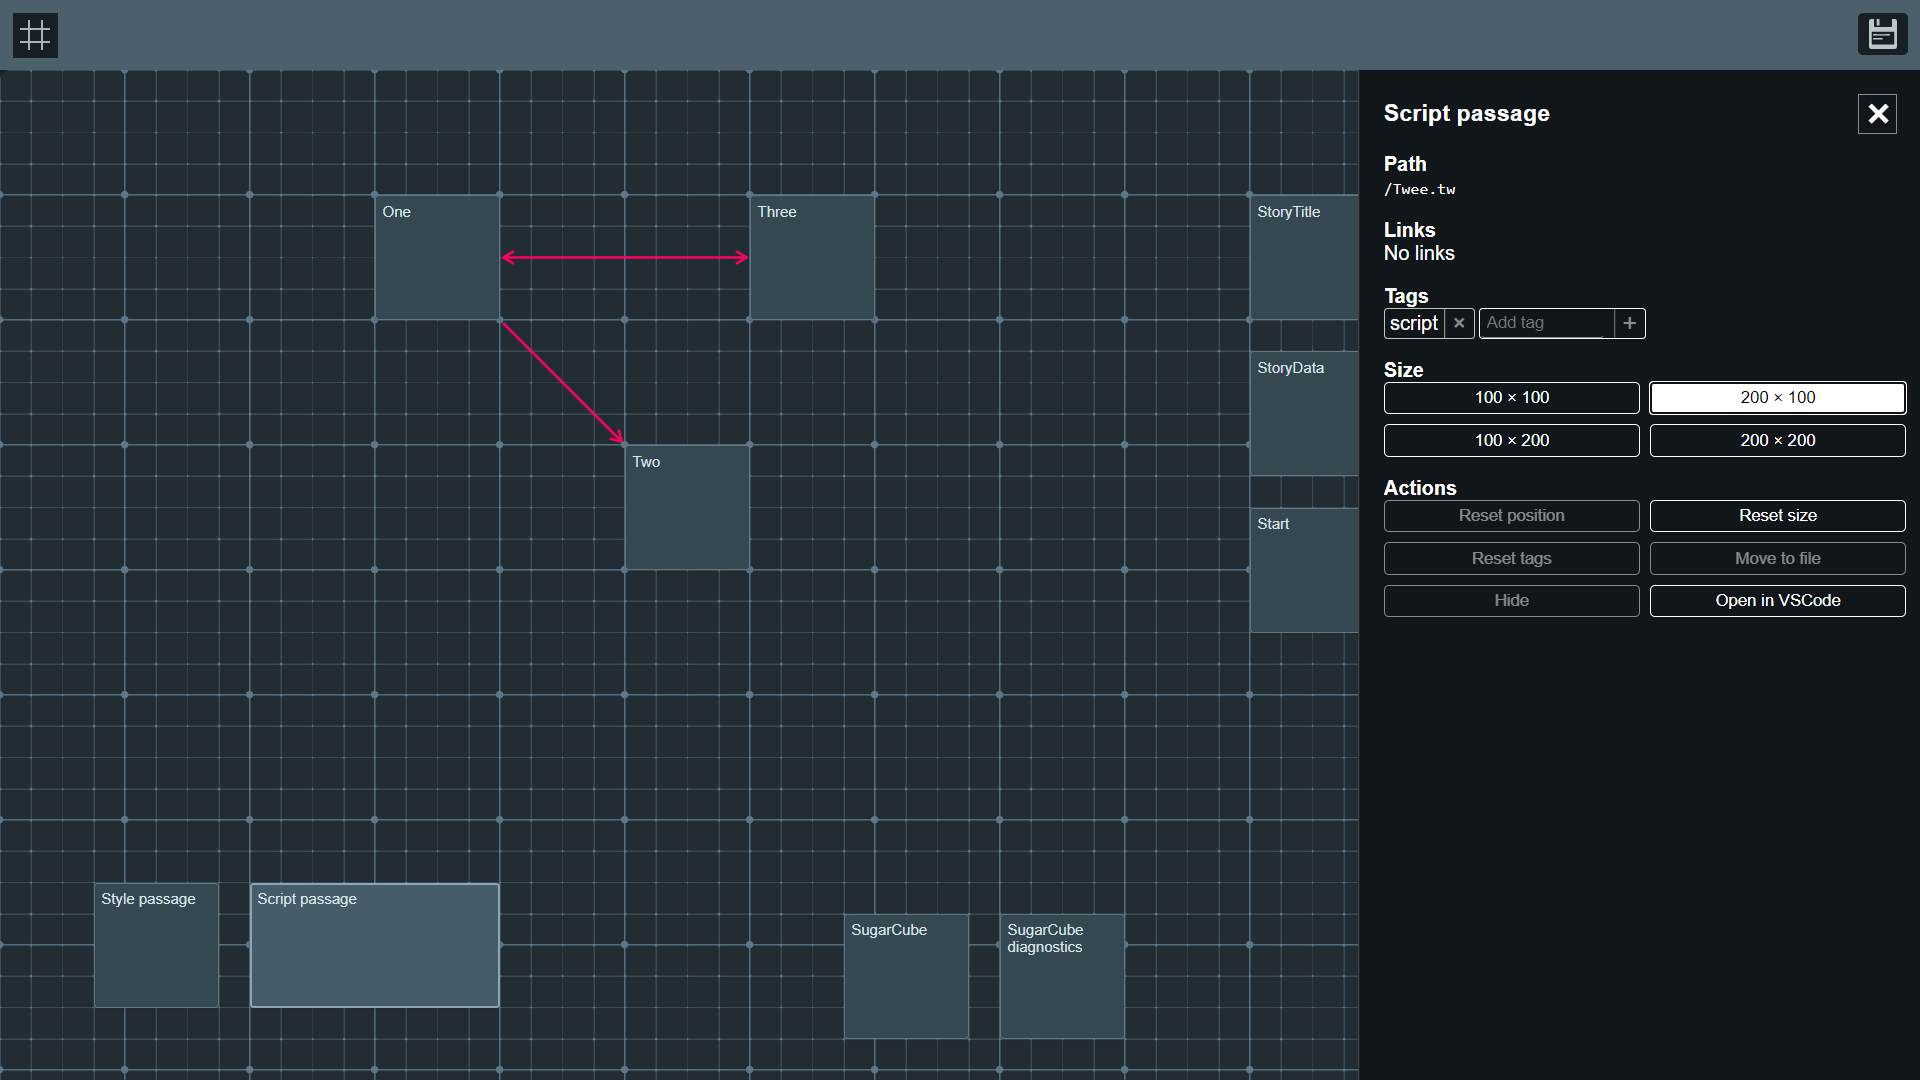 One
Three
StoryTitle
StoryData
Two
Start
Style passage
Script passage
SugarCube
SugarCube
diagnostics
Script passage
Path
/Twee.tw
Links
No links
Tags
script ×
Add tag +
Size
100 × 100
200 × 100
100 × 200
200 × 200
Actions
Reset position
Reset size
Reset tags
Move to file
Hide
Open in VSCode